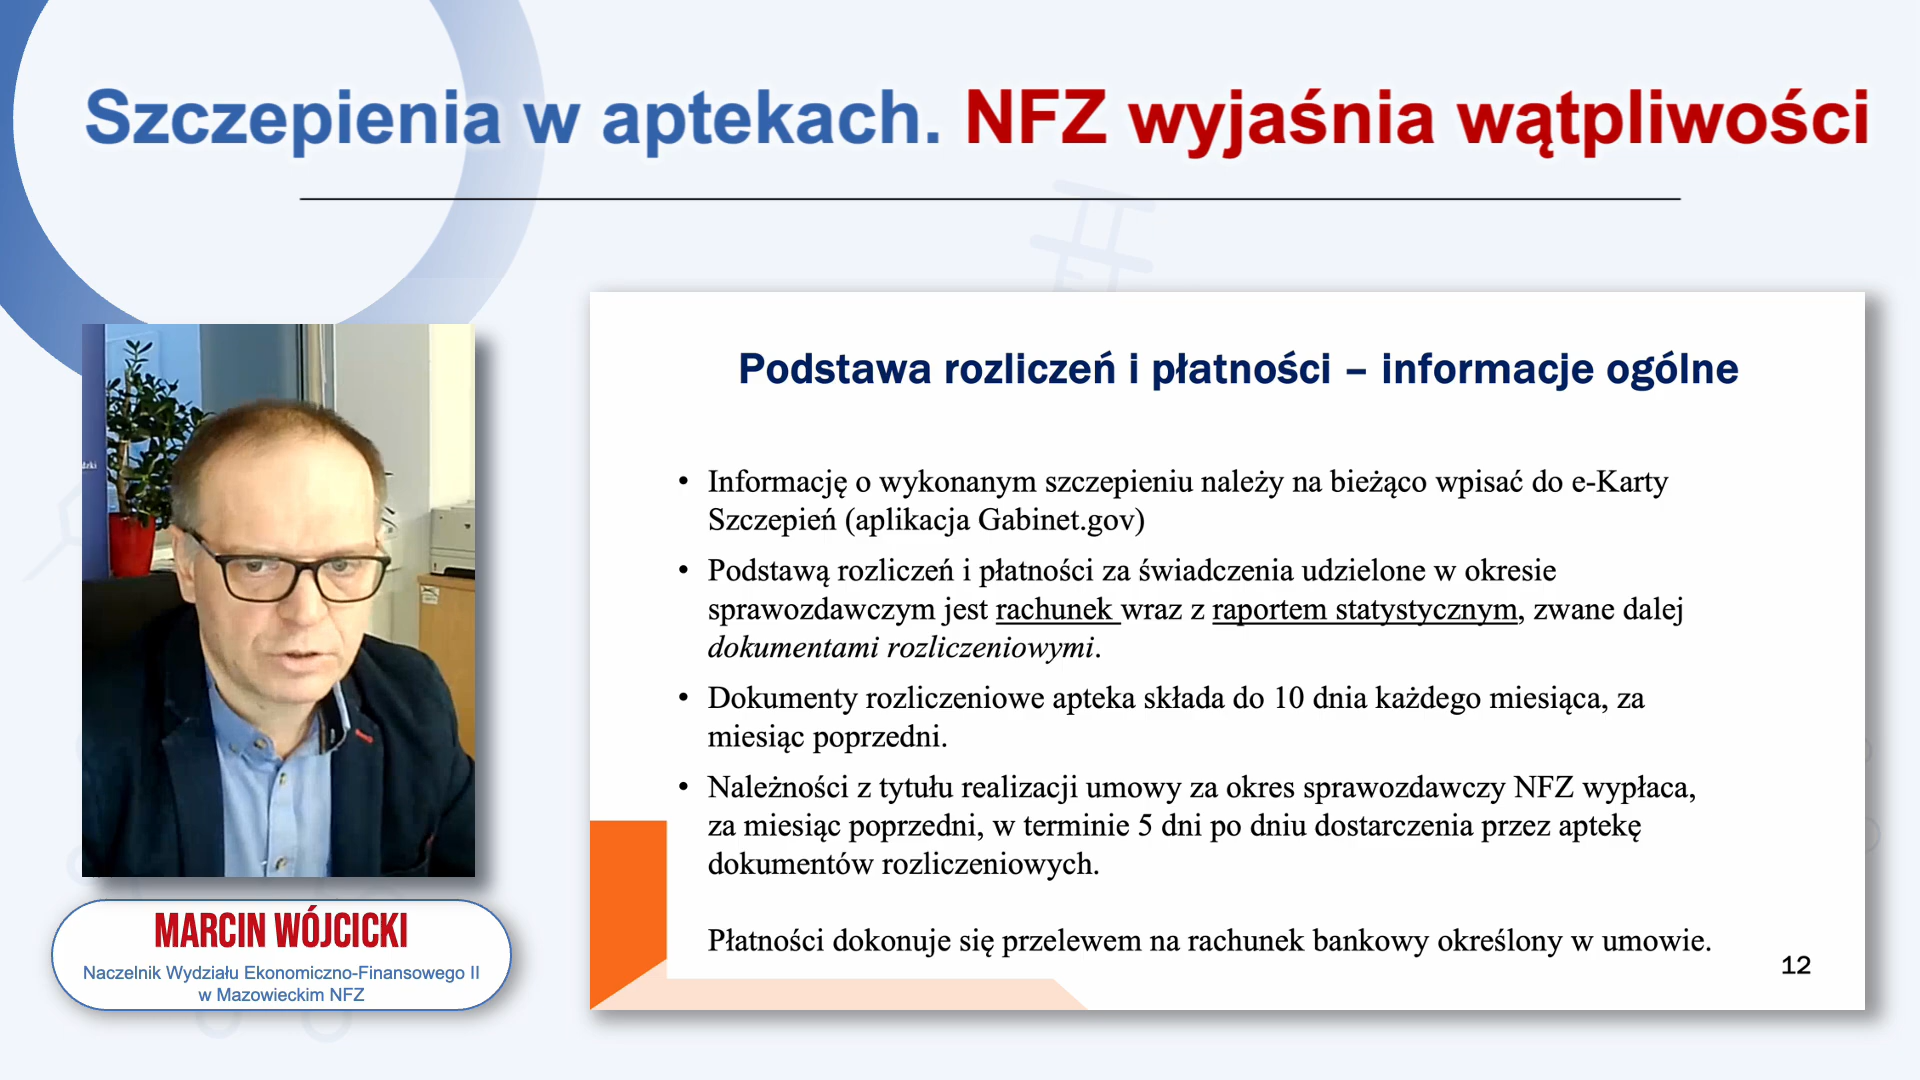 Szczepienia w aptekach. NFZ wyjaśnia wątpliwości
Podstawa rozliczeń i płatności – informacje ogólne
• Informację o wykonanym szczepieniu należy na bieżąco wpisać do e-Karty
Szczepień (aplikacja Gabinet.gov)
• Podstawą rozliczeń i płatności za świadczenia udzielone w okresie
sprawozdawczym jest rachunek wraz z raportem statystycznym, zwane dalej
dokumentami rozliczeniowymi.
• Dokumenty rozliczeniowe apteka składa do 10 dnia każdego miesiąca, za
miesiąc poprzedni.
• Należności z tytułu realizacji umowy za okres sprawozdawczy NFZ wypłaca,
za miesiąc poprzedni, w terminie 5 dni po dniu dostarczenia przez aptekę
dokumentów rozliczeniowych.
Płatności dokonuje się przelewem na rachunek bankowy określony w umowie.
12
MARCIN WÓJCICKI
Naczelnik Wydziału Ekonomiczno-Finansowego II
w Mazowieckim NFZ